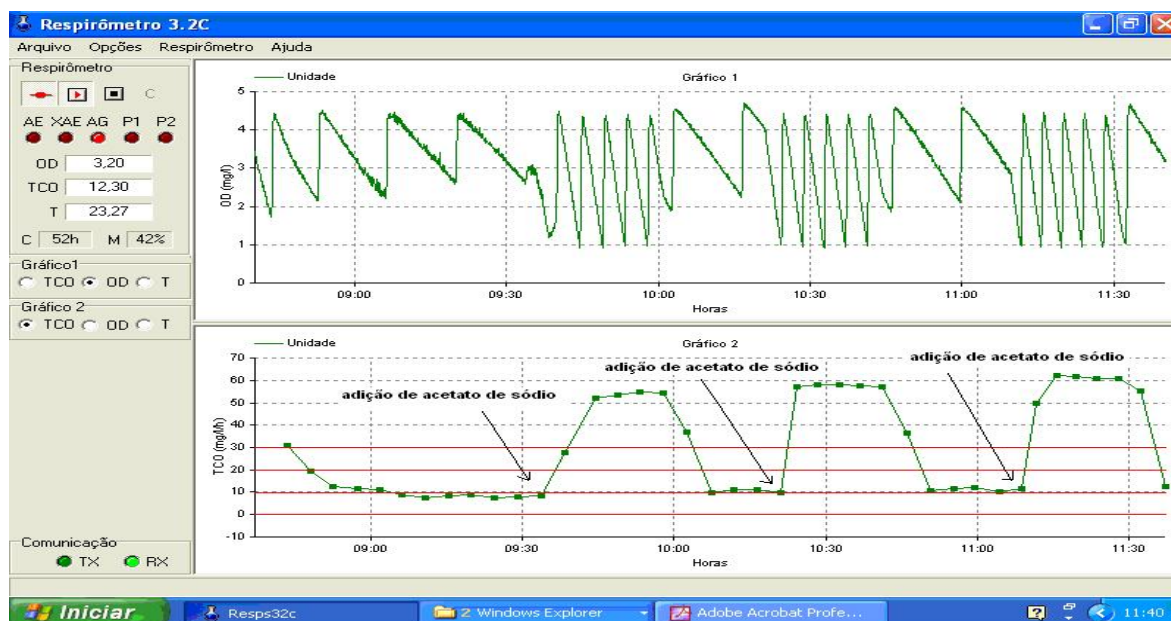 Respirômetro 3.2C
Arquivo Opções Respirômetro Ajuda
Respirômetro
C
AE XAE AG P1 P2
OD 3,20
TCO 12,30
T 23,27
C 52h M 42%
Gráfico1
TCO OD T
Gráfico 2
TCO OD T
Comunicação
TX RX
Unidade
Gráfico 1
OD (mg/l)
5
4
3
2
1
0
09:00 09:30 10:00 10:30 11:00 11:30
Horas
Unidade
Gráfico 2
TCO (mg/l/h)
70
60
50
40
30
20
10
0
-10
adição de acetato de sódio
adição de acetato de sódio
adição de acetato de sódio
09:00 09:30 10:00 10:30 11:00 11:30
Horas
Iniciar
Resps32c
2 Windows Explorer
Adobe Acrobat Profe...
11:40